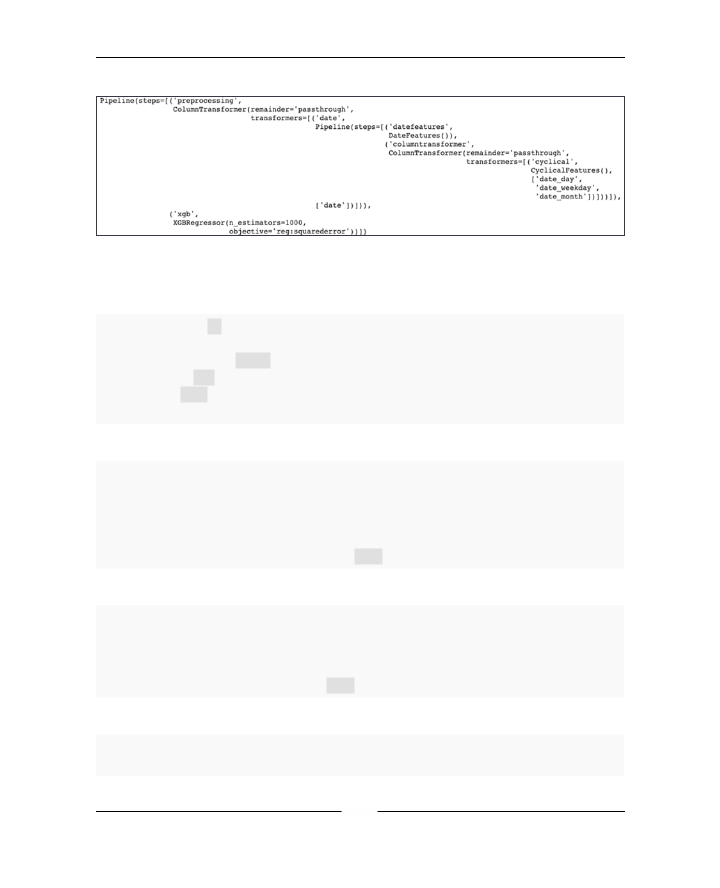 Pipeline(steps=[('preprocessing',
ColumnTransformer(remainder='passthrough',
transformers=[('date',
Pipeline(steps=[('datefeatures',
DateFeatures()),
('columntransformer',
ColumnTransformer(remainder='passthrough',
transformers=[('cyclical',
CyclicalFeatures(),
['date_day',
'date_weekday',
'date_month'])]))]),
['date'])])),
('xgb',
XGBRegressor(n_estimators=1000,
objective='reg:squarederror'))])